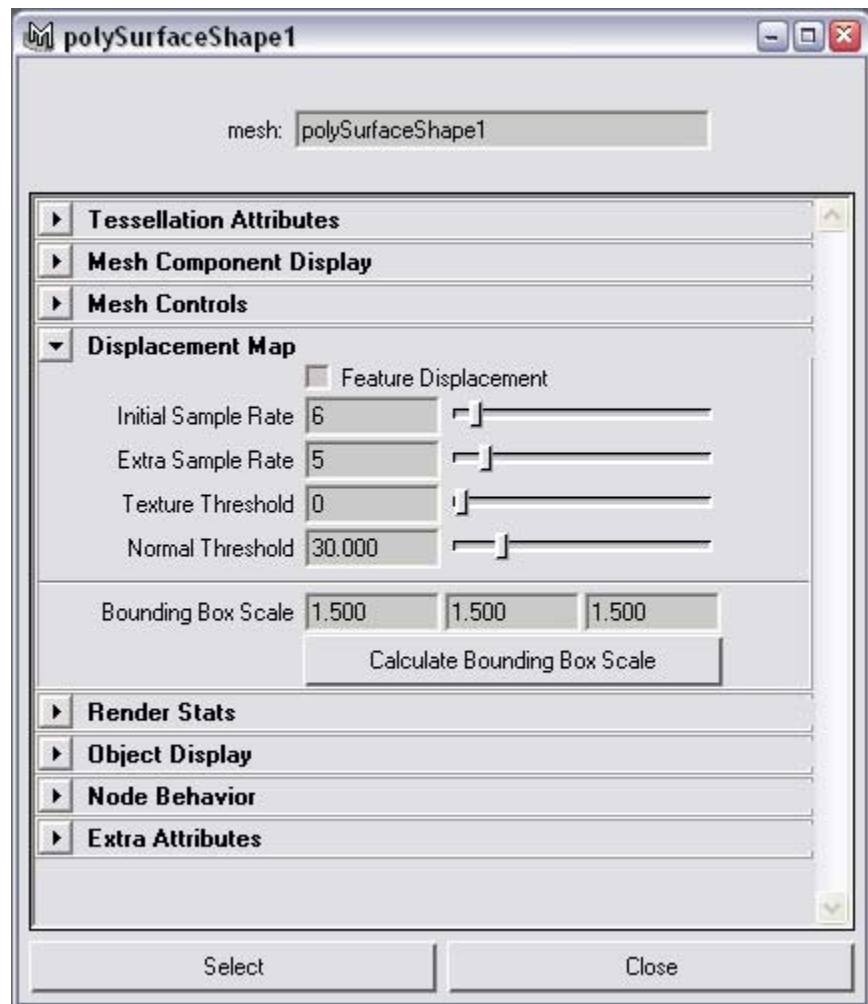 polySurfaceShape1
mesh: polySurfaceShape1
Tessellation Attributes
Mesh Component Display
Mesh Controls
Displacement Map
Feature Displacement
Initial Sample Rate 6
Extra Sample Rate 5
Texture Threshold 0
Normal Threshold 30.000
Bounding Box Scale 1.500 1.500 1.500
Calculate Bounding Box Scale
Render Stats
Object Display
Node Behavior
Extra Attributes
Select Close